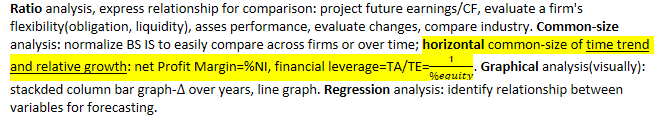 Ratio analysis, express relationship for comparison: project future earnings/CF, evaluate a firm's
flexibility(obligation, liquidity), asses performance, evaluate changes, compare industry. Common-size
analysis: normalize BS IS to easily compare across firms or over time; horizontal common-size of time trend
and relative growth: net Profit Margin=%NI, financial leverage=TA/TE=1/%equity. Graphical analysis(visually):
stackded column bar graph-Δ over years, line graph. Regression analysis: identify relationship between
variables for forecasting.